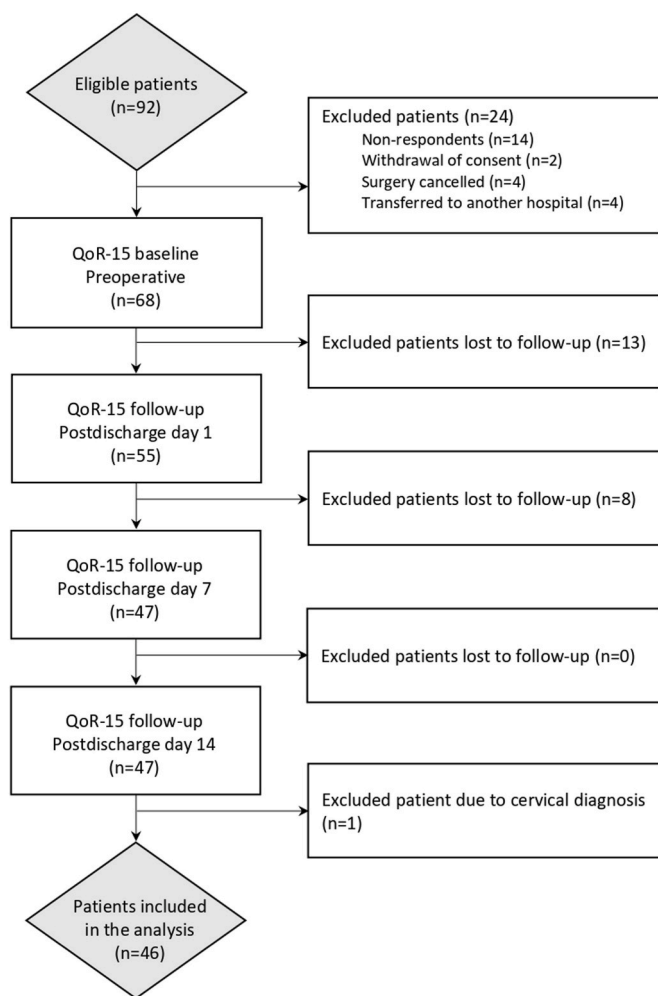 Eligible patients
(n=92)
Excluded patients (n=24)
Non-respondents (n=14)
Withdrawal of consent (n=2)
Surgery cancelled (n=4)
Transferred to another hospital (n=4)
QoR-15 baseline
Preoperative
(n=68)
Excluded patients lost to follow-up (n=13)
QoR-15 follow-up
Postdischarge day 1
(n=55)
Excluded patients lost to follow-up (n=8)
QoR-15 follow-up
Postdischarge day 7
(n=47)
Excluded patients lost to follow-up (n=0)
QoR-15 follow-up
Postdischarge day 14
(n=47)
Excluded patient due to cervical diagnosis
(n=1)
Patients included
in the analysis
(n=46)